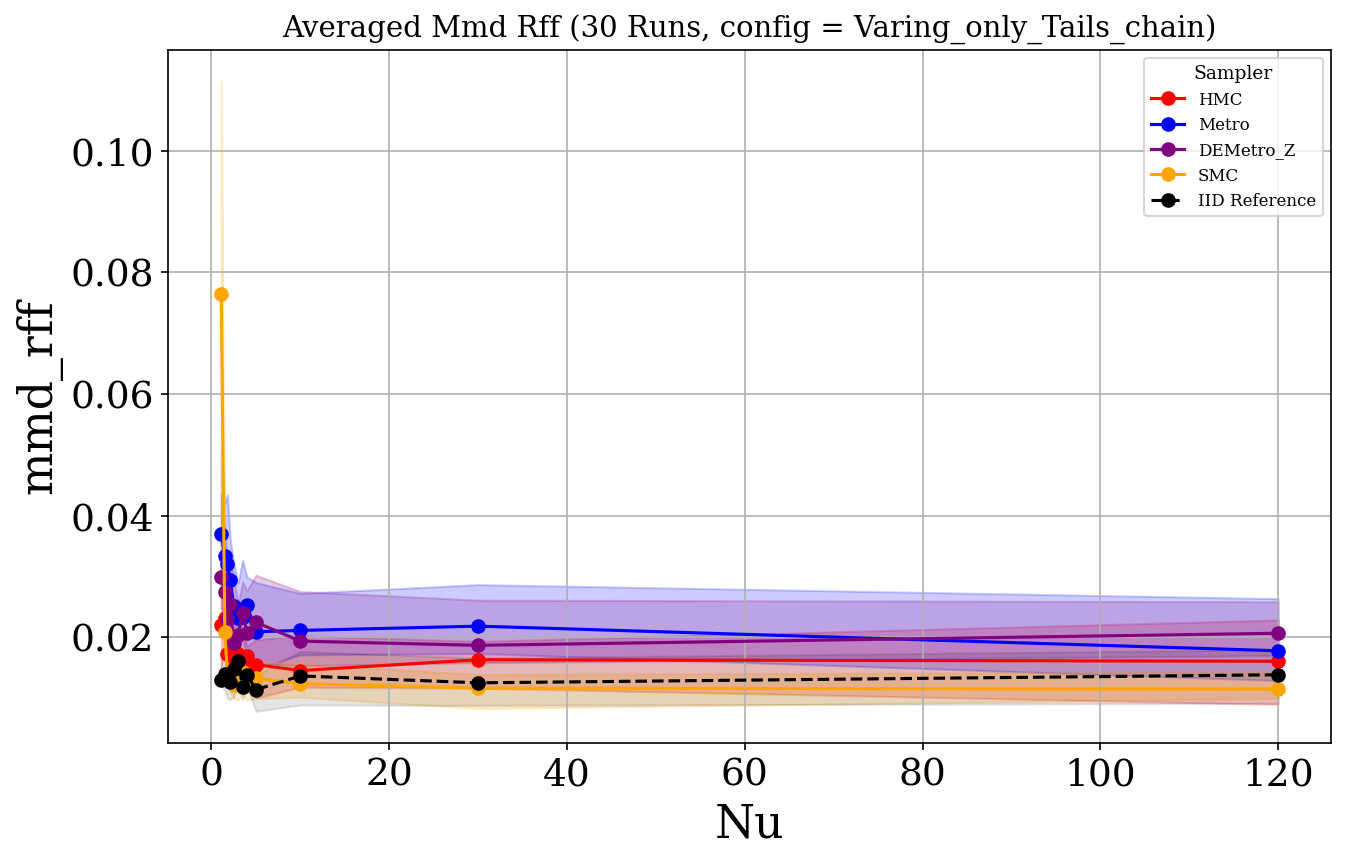 Averaged Mmd Rff (30 Runs, config = Varing_only_Tails_chain)
Sampler
HMC
Metro
DEMetro_Z
SMC
IID Reference
mmd_rff
0.10
0.08
0.06
0.04
0.02
0
20
40
60
80
100
120
Nu